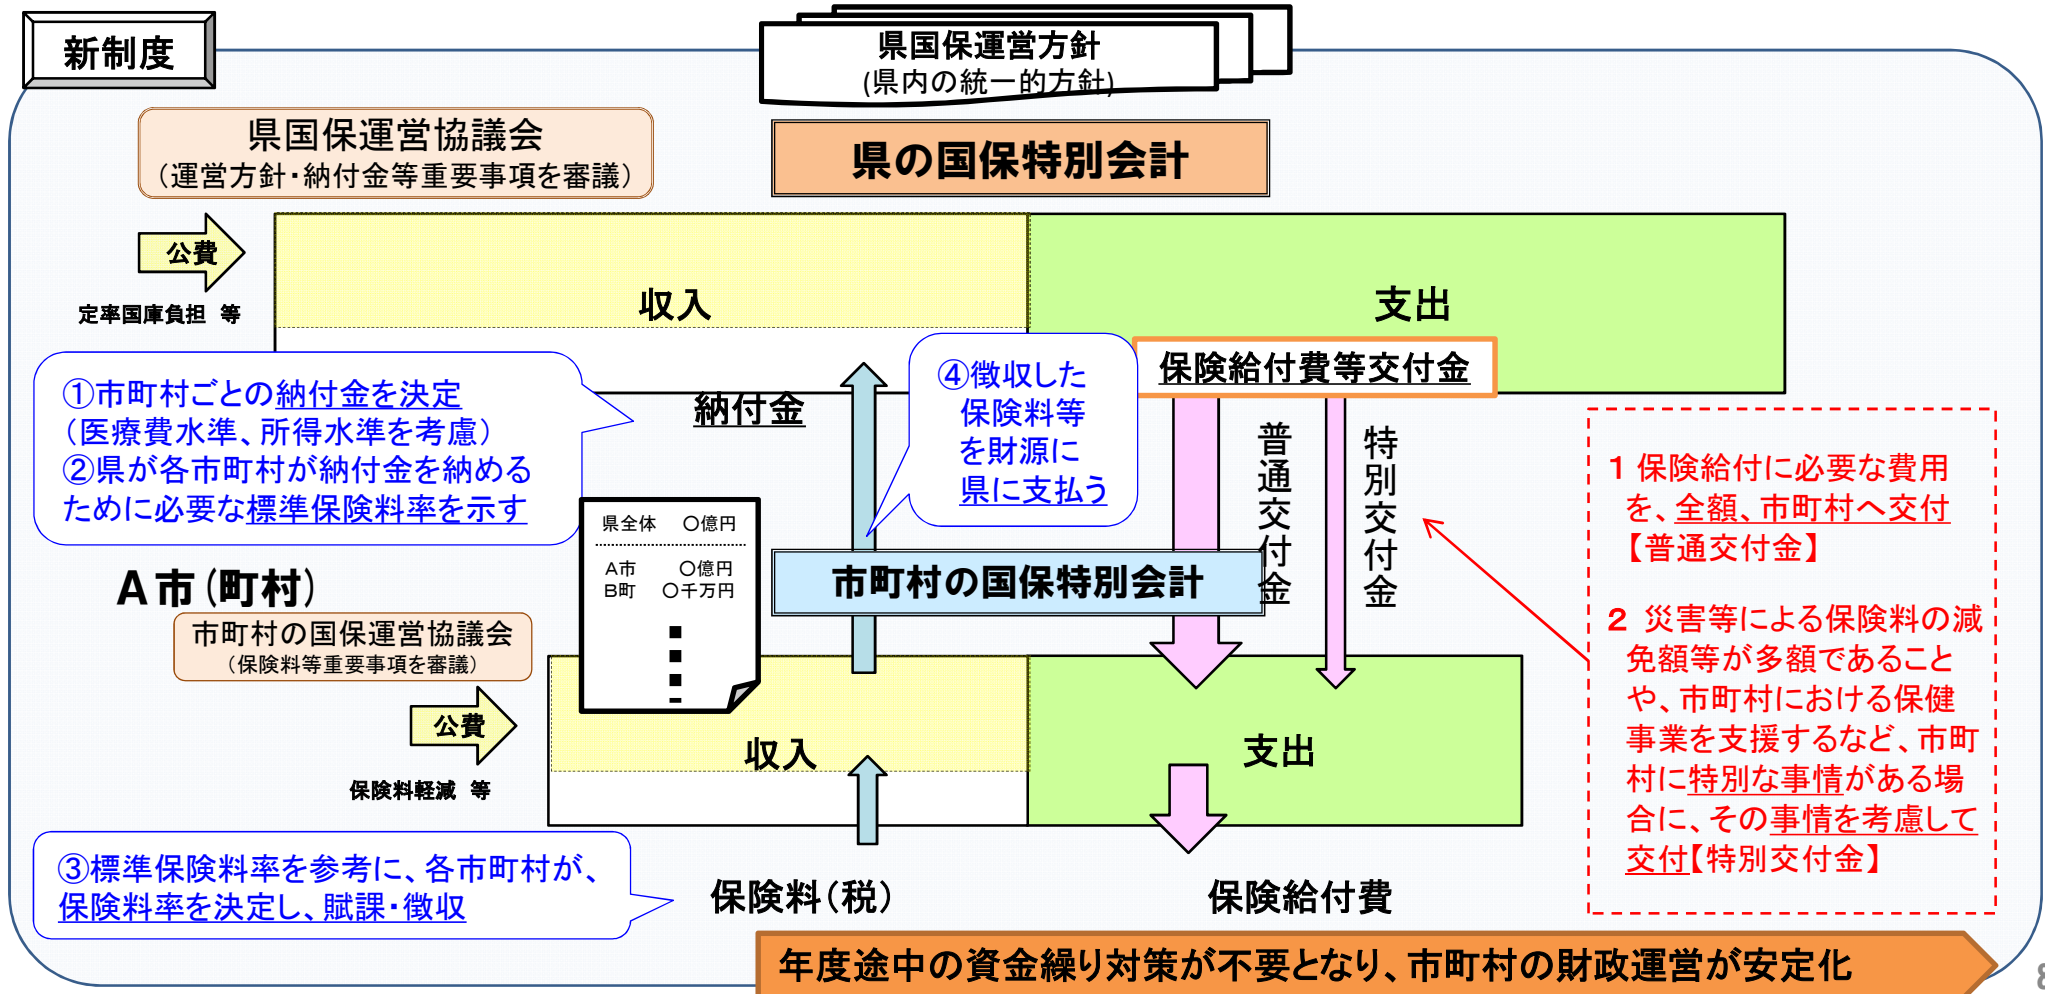 新制度
県国保運営方針
(県内の統一的方針)
県国保運営協議会
（運営方針・納付金等重要事項を審議）
県の国保特別会計
公費
定率国庫負担　等
収入
支出
①市町村ごとの納付金を決定
（医療費水準、所得水準を考慮）
②県が各市町村が納付金を納める
ために必要な標準保険料率を示す
納付金
④徴収した
保険料等
を財源に
県に支払う
保険給付費等交付金
普通交付金
特別交付金
1 保険給付に必要な費用
を、全額、市町村へ交付
【普通交付金】
2 災害等による保険料の減
免額等が多額であること
や、市町村における保健
事業を支援するなど、市町
村に特別な事情がある場
合に、その事情を考慮して
交付【特別交付金】
県全体　〇億円
A市　〇億円
B町　〇千万円
市町村の国保特別会計
A市(町村)
市町村の国保運営協議会
（保険料等重要事項を審議）
公費
保険料軽減　等
収入
支出
③標準保険料率を参考に、各市町村が、
保険料率を決定し、賦課・徴収
保険料（税）
保険給付費
年度途中の資金繰り対策が不要となり、市町村の財政運営が安定化